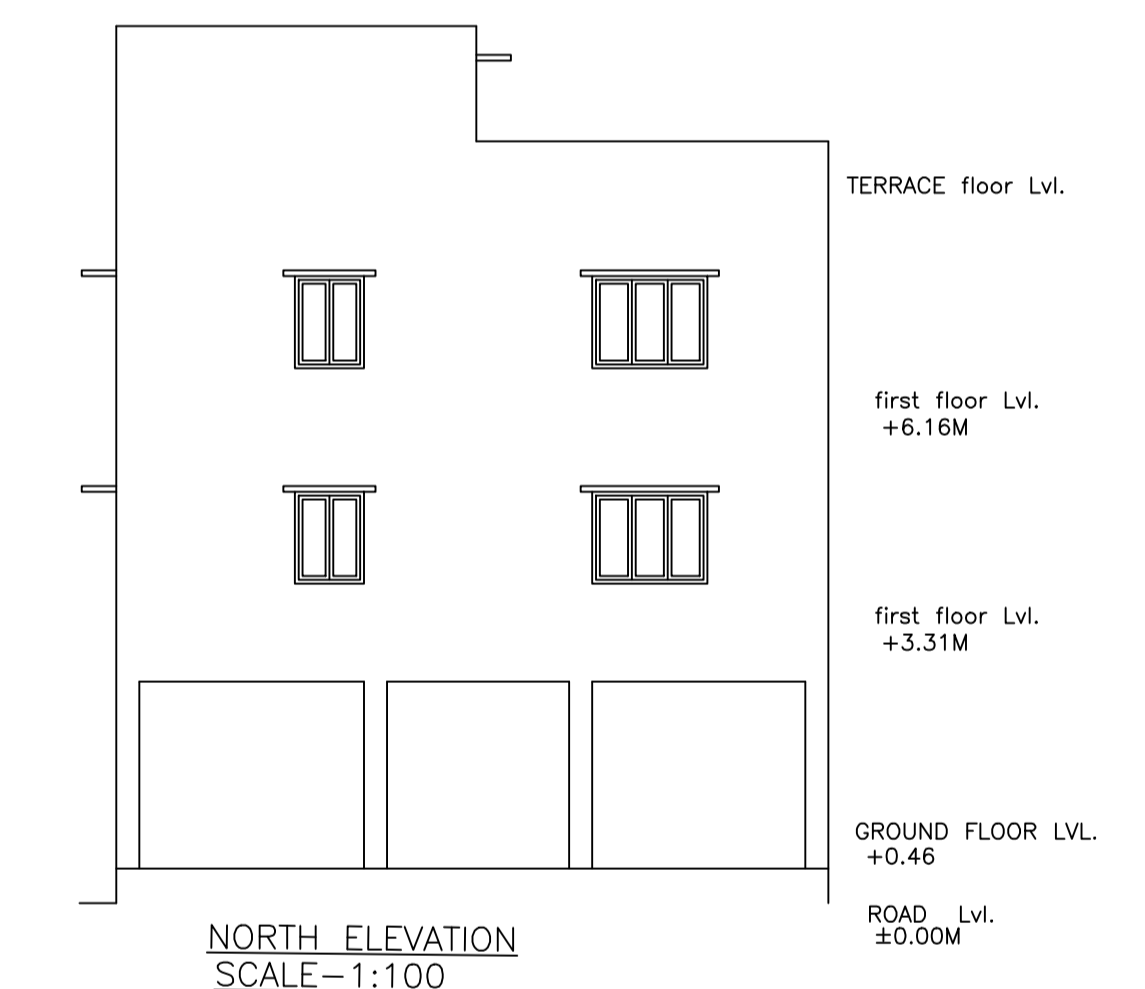 TERRACE floor Lvl.
first floor Lvl.
+6.16M
first floor Lvl.
+3.31M
GROUND FLOOR LVL.
+0.46
ROAD Lvl.
±0.00M
NORTH ELEVATION
SCALE-1:100